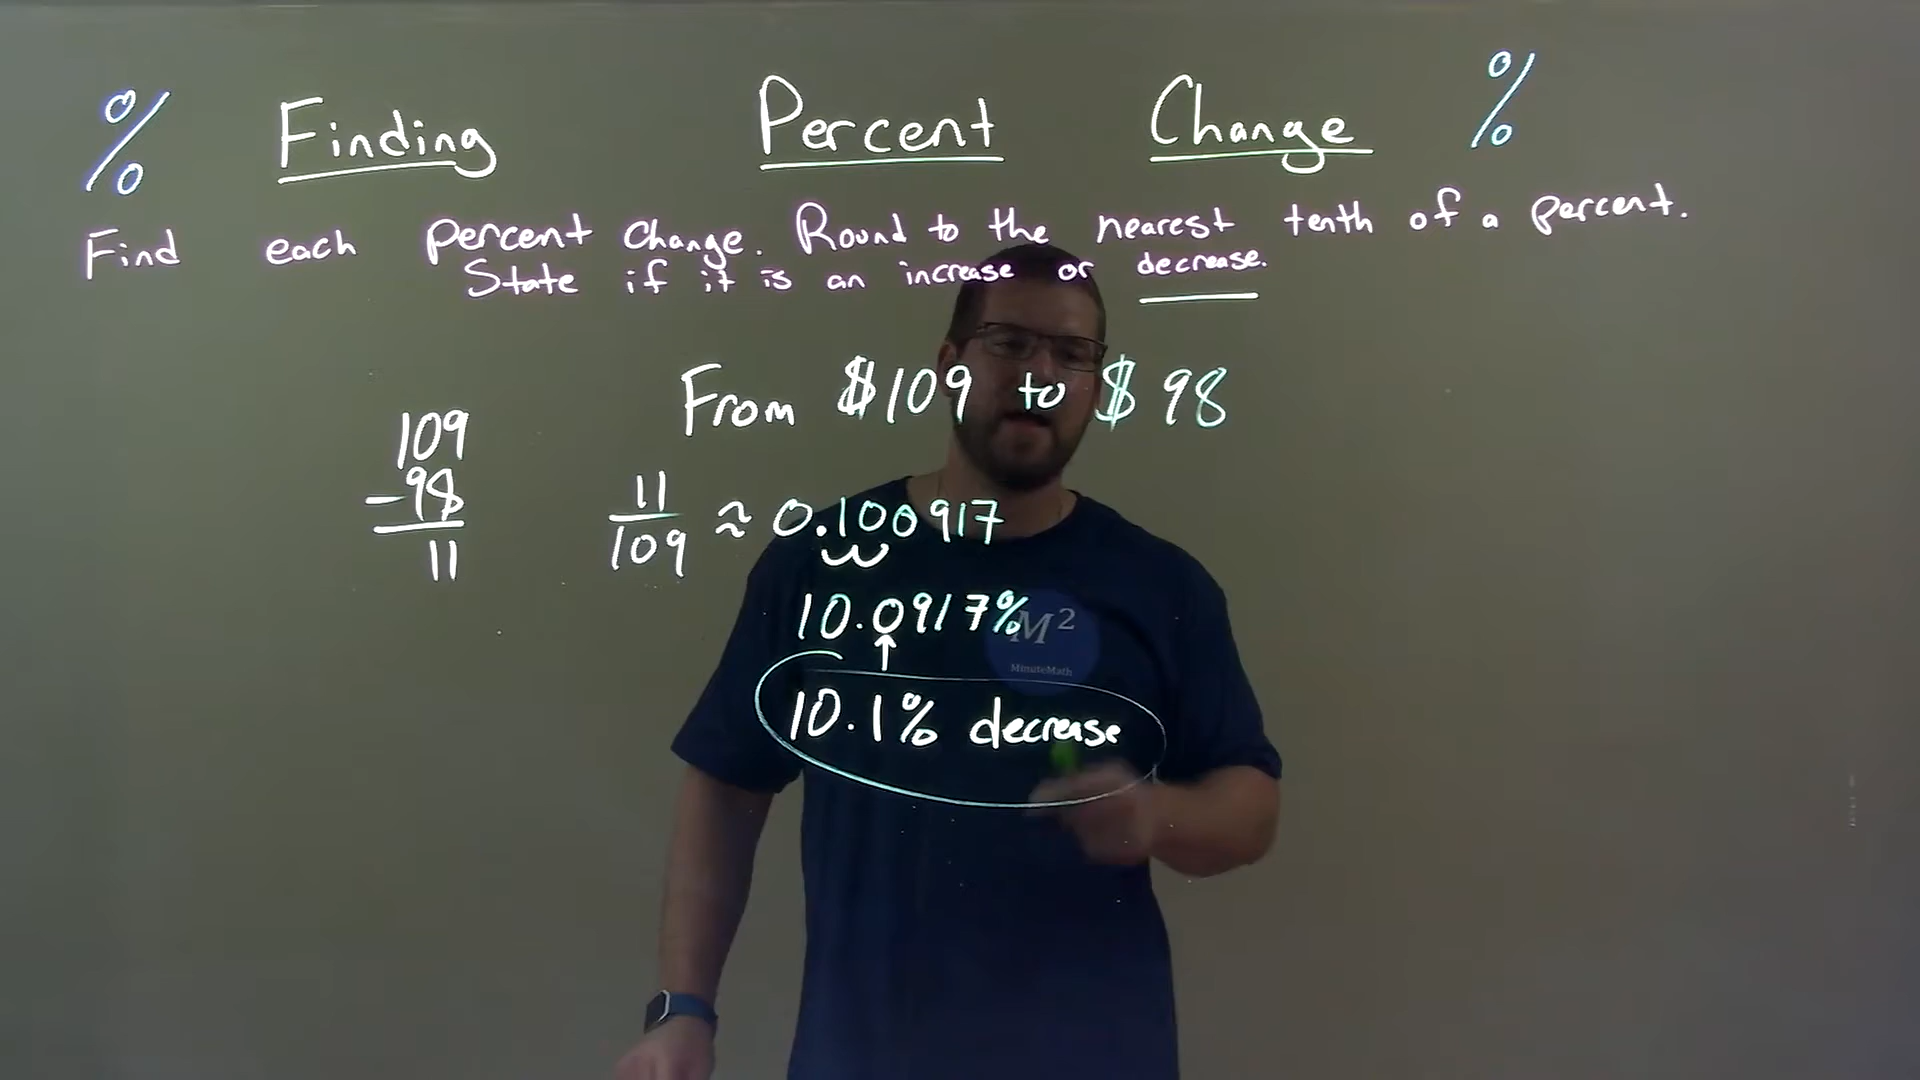 % Finding Percent Change %
Find each percent change. Round to the nearest tenth of a percent.
State if it is an increase or decrease.
From $109 to $98
109
-98
11
11/109 ≈ 0.100917
10.0917%
M²
MinuteMath
10.1% decrease